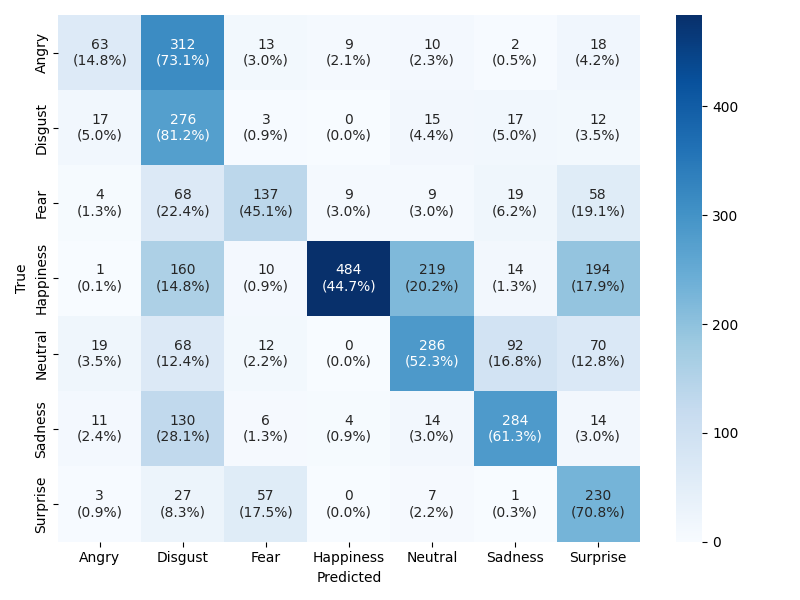 Angry 63 312 13 9 10 2 18
(14.8%) (73.1%) (3.0%) (2.1%) (2.3%) (0.5%) (4.2%)
Disgust 17 276 3 0 15 17 12
(5.0%) (81.2%) (0.9%) (0.0%) (4.4%) (5.0%) (3.5%)
Fear 4 68 137 9 9 19 58
(1.3%) (22.4%) (45.1%) (3.0%) (3.0%) (6.2%) (19.1%)
True
Happiness 1 160 10 484 219 14 194
(0.1%) (14.8%) (0.9%) (44.7%) (20.2%) (1.3%) (17.9%)
Neutral 19 68 12 0 286 92 70
(3.5%) (12.4%) (2.2%) (0.0%) (52.3%) (16.8%) (12.8%)
Sadness 11 130 6 4 14 284 14
(2.4%) (28.1%) (1.3%) (0.9%) (3.0%) (61.3%) (3.0%)
Surprise 3 27 57 0 7 1 230
(0.9%) (8.3%) (17.5%) (0.0%) (2.2%) (0.3%) (70.8%)
Angry Disgust Fear Happiness Neutral Sadness Surprise
Predicted
400
300
200
100
0